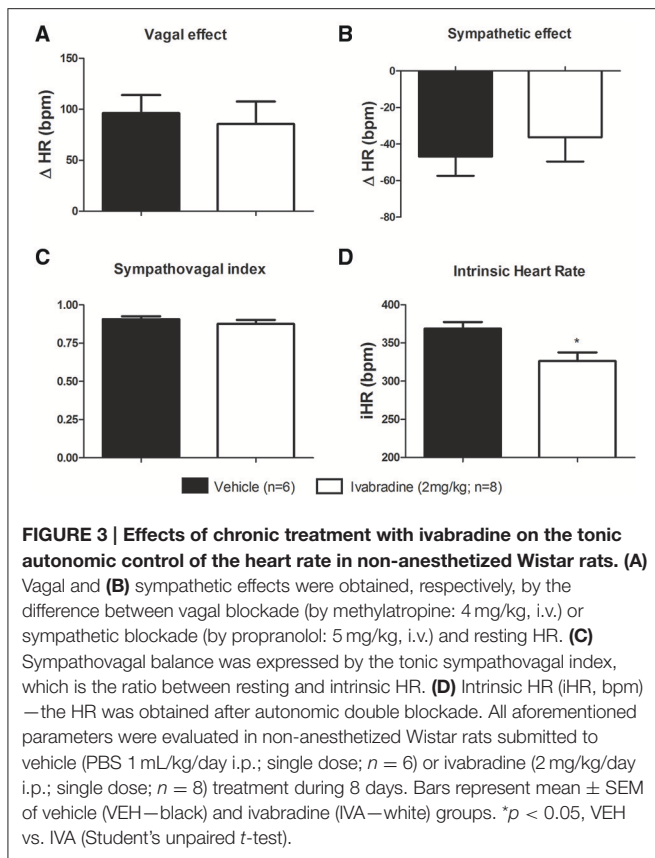 A
Vagal effect
Δ HR (bpm)
150
100
50
0
B
Sympathetic effect
Δ HR (bpm)
0
-20
-40
-60
-80
C
Sympathovagal index
1.00
0.75
0.50
0.25
0.00
D
Intrinsic Heart Rate
iHR (bpm)
400
350
300
250
200
*
Vehicle (n=6)
Ivabradine (2mg/kg; n=8)
FIGURE 3 | Effects of chronic treatment with ivabradine on the tonic
autonomic control of the heart rate in non-anesthetized Wistar rats. (A)
Vagal and (B) sympathetic effects were obtained, respectively, by the
difference between vagal blockade (by methylatropine: 4 mg/kg, i.v.) or
sympathetic blockade (by propranolol: 5 mg/kg, i.v.) and resting HR. (C)
Sympathovagal balance was expressed by the tonic sympathovagal index,
which is the ratio between resting and intrinsic HR. (D) Intrinsic HR (iHR, bpm)
—the HR was obtained after autonomic double blockade. All aforementioned
parameters were evaluated in non-anesthetized Wistar rats submitted to
vehicle (PBS 1 mL/kg/day i.p.; single dose; n = 6) or ivabradine (2 mg/kg/day
i.p.; single dose; n = 8) treatment during 8 days. Bars represent mean ± SEM
of vehicle (VEH—black) and ivabradine (IVA—white) groups. *p < 0.05, VEH
vs. IVA (Student's unpaired t-test).